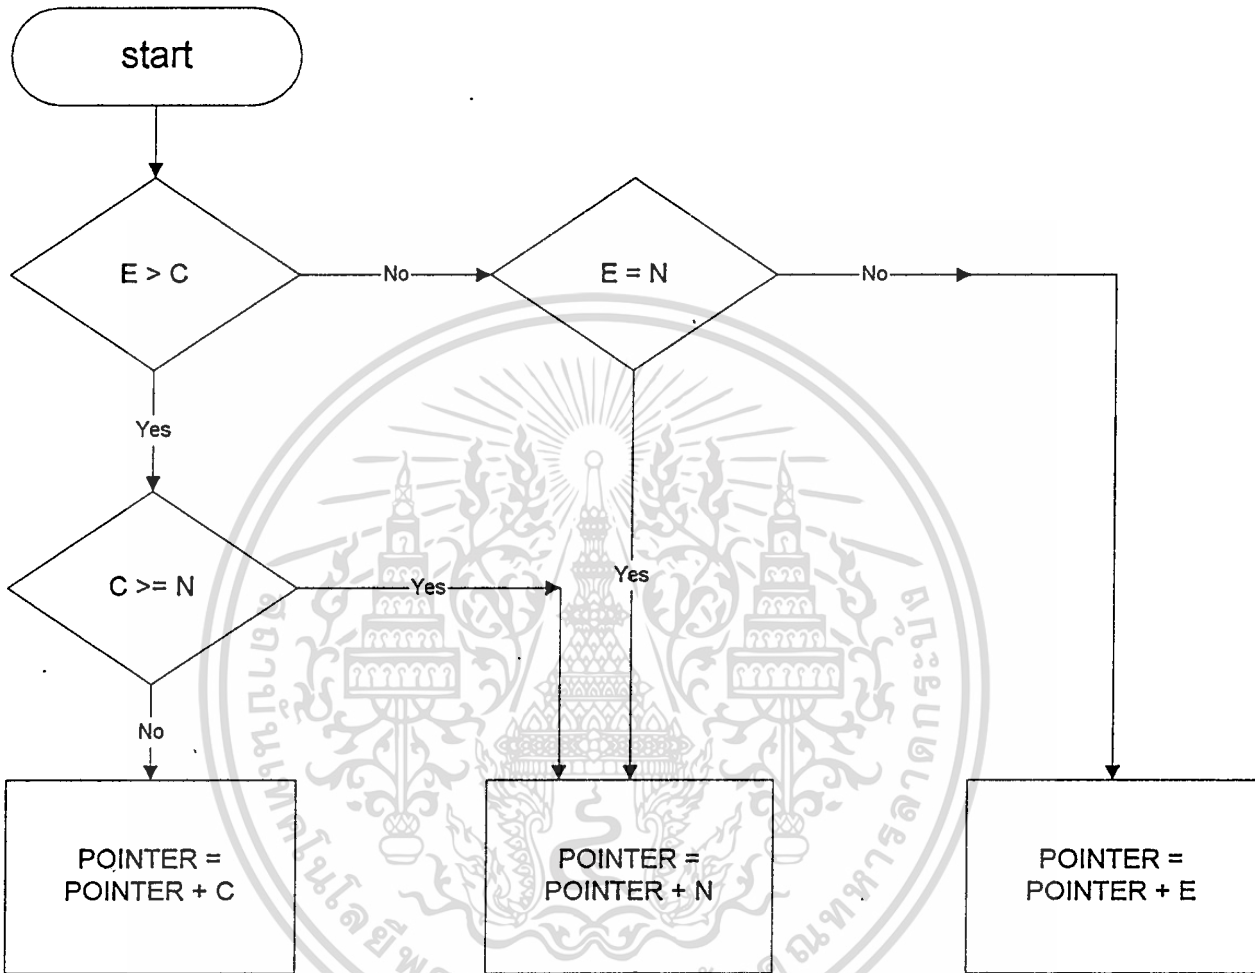 start
E > C
No
E = N
No
Yes
C >= N
Yes
Yes
No
POINTER =
POINTER + C
POINTER =
POINTER + N
POINTER =
POINTER + E